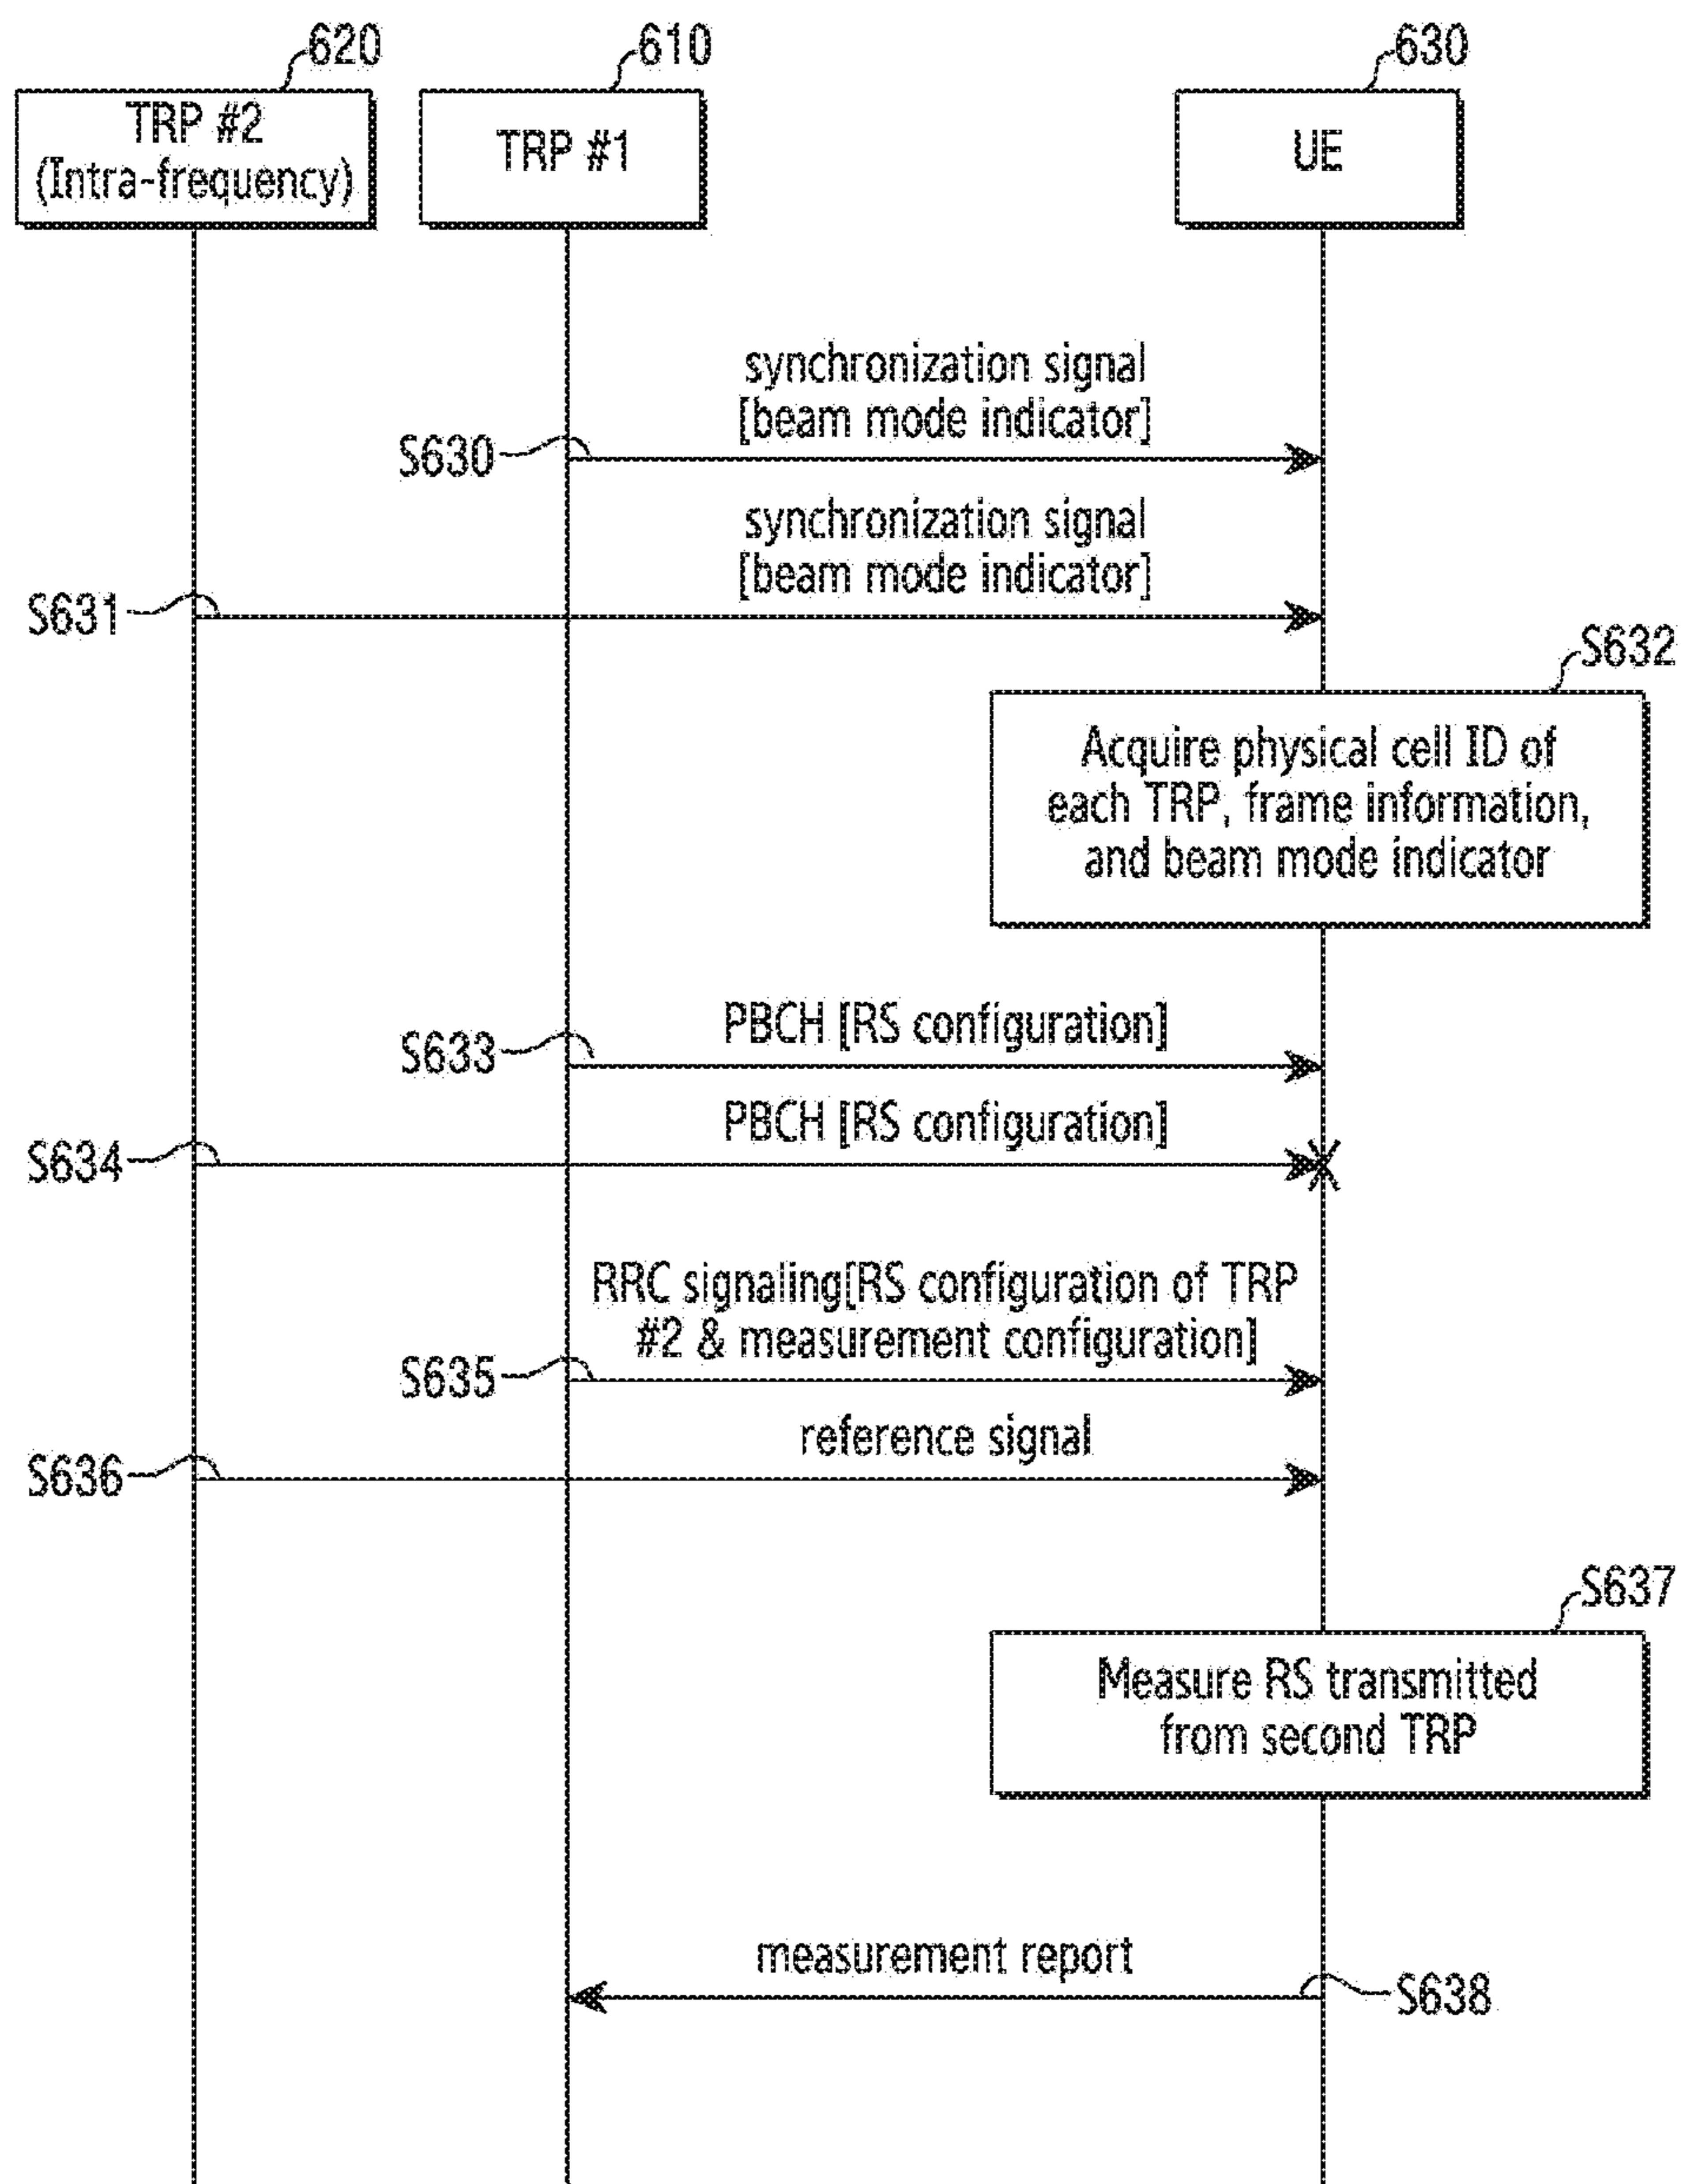 620
610
630
TRP #2
(Intra-frequency)
TRP #1
UE
synchronization signal
[beam mode indicator]
S630
synchronization signal
[beam mode indicator]
S631
S632
Acquire physical cell ID of
each TRP, frame information,
and beam mode indicator
PBCH [RS configuration]
S633
PBCH [RS configuration]
S634
RRC signaling[RS configuration of TRP
#2 & measurement configuration]
S635
reference signal
S636
S637
Measure RS transmitted
from second TRP
measurement report
S638